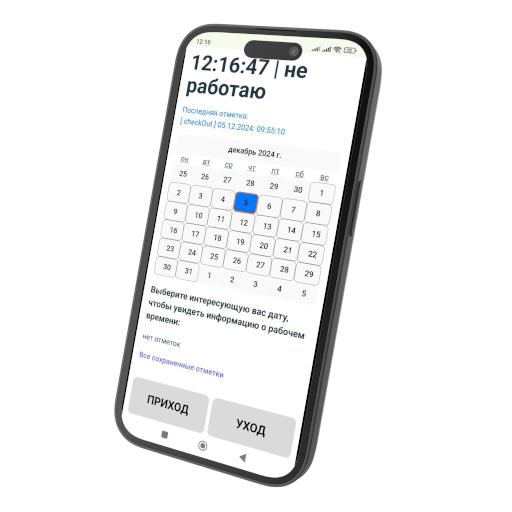 12:16
12:16:47 | не
работаю
Последняя отметка:
[ checkOut ] 05.12.2024: 09:55:10
декабрь 2024 г.
пн вт ср чт пт сб вс
25 26 27 28 29 30 1
2 3 4 5 6 7 8
9 10 11 12 13 14 15
16 17 18 19 20 21 22
23 24 25 26 27 28 29
30 31 1 2 3 4 5
Выберите интересующую вас дату,
чтобы увидеть информацию о рабочем
времени:
нет отметок
Все сохраненные отметки
ПРИХОД УХОД